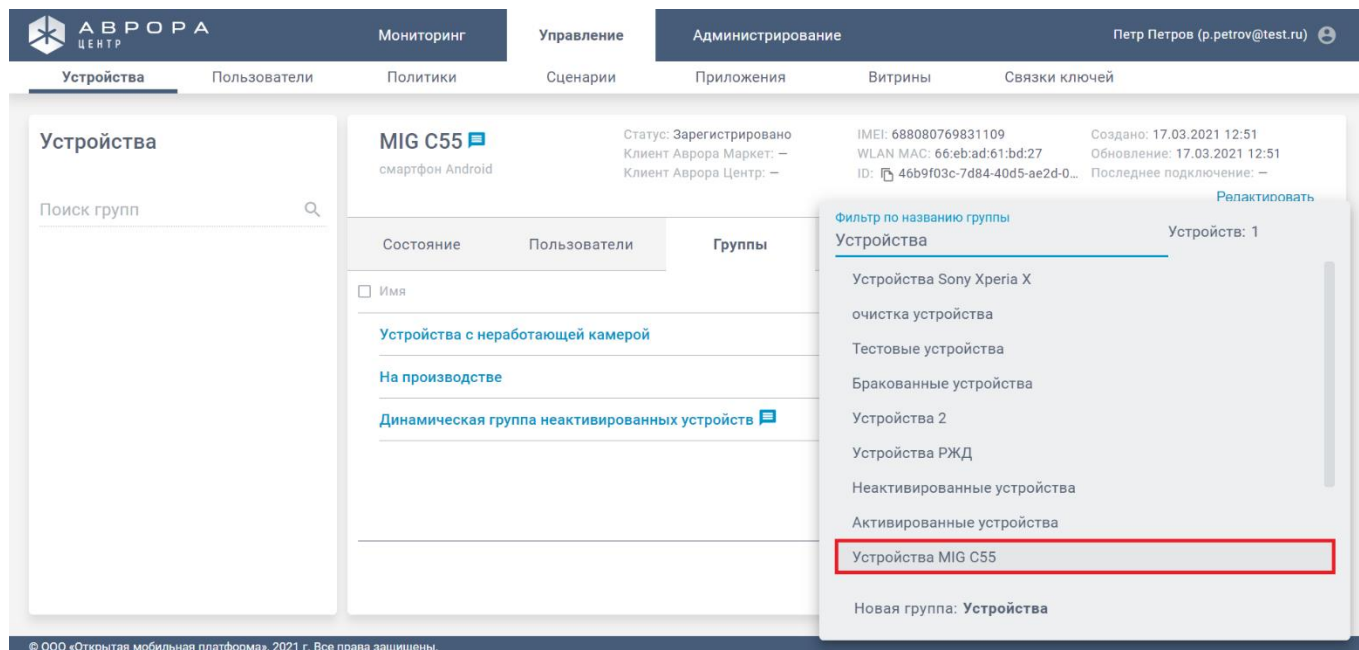 АВРОРА
ЦЕНТР
Мониторинг
Управление
Администрирование
Петр Петров (p.petrov@test.ru)
Устройства
Пользователи
Политики
Сценарии
Приложения
Витрины
Связки ключей
Устройства
Поиск групп
MIG C55
смартфон Android
Статус: Зарегистрировано
Клиент Аврора Маркет: —
Клиент Аврора Центр: —
IMEI: 688080769831109
WLAN MAC: 66:eb:ad:61:bd:27
ID: 46b9f03c-7d84-40d5-ae2d-0...
Создано: 17.03.2021 12:51
Обновление: 17.03.2021 12:51
Последнее подключение: —
Редактировать
Состояние
Пользователи
Группы
Имя
Устройства с неработающей камерой
На производстве
Динамическая группа неактивированных устройств
Фильтр по названию группы
Устройства
Устройств: 1
Устройства Sony Xperia X
очистка устройства
Тестовые устройства
Бракованные устройства
Устройства 2
Устройства РЖД
Неактивированные устройства
Активированные устройства
Устройства MIG C55
Новая группа: Устройства
© ООО «Открытая мобильная платформа», 2021 г. Все права защищены.